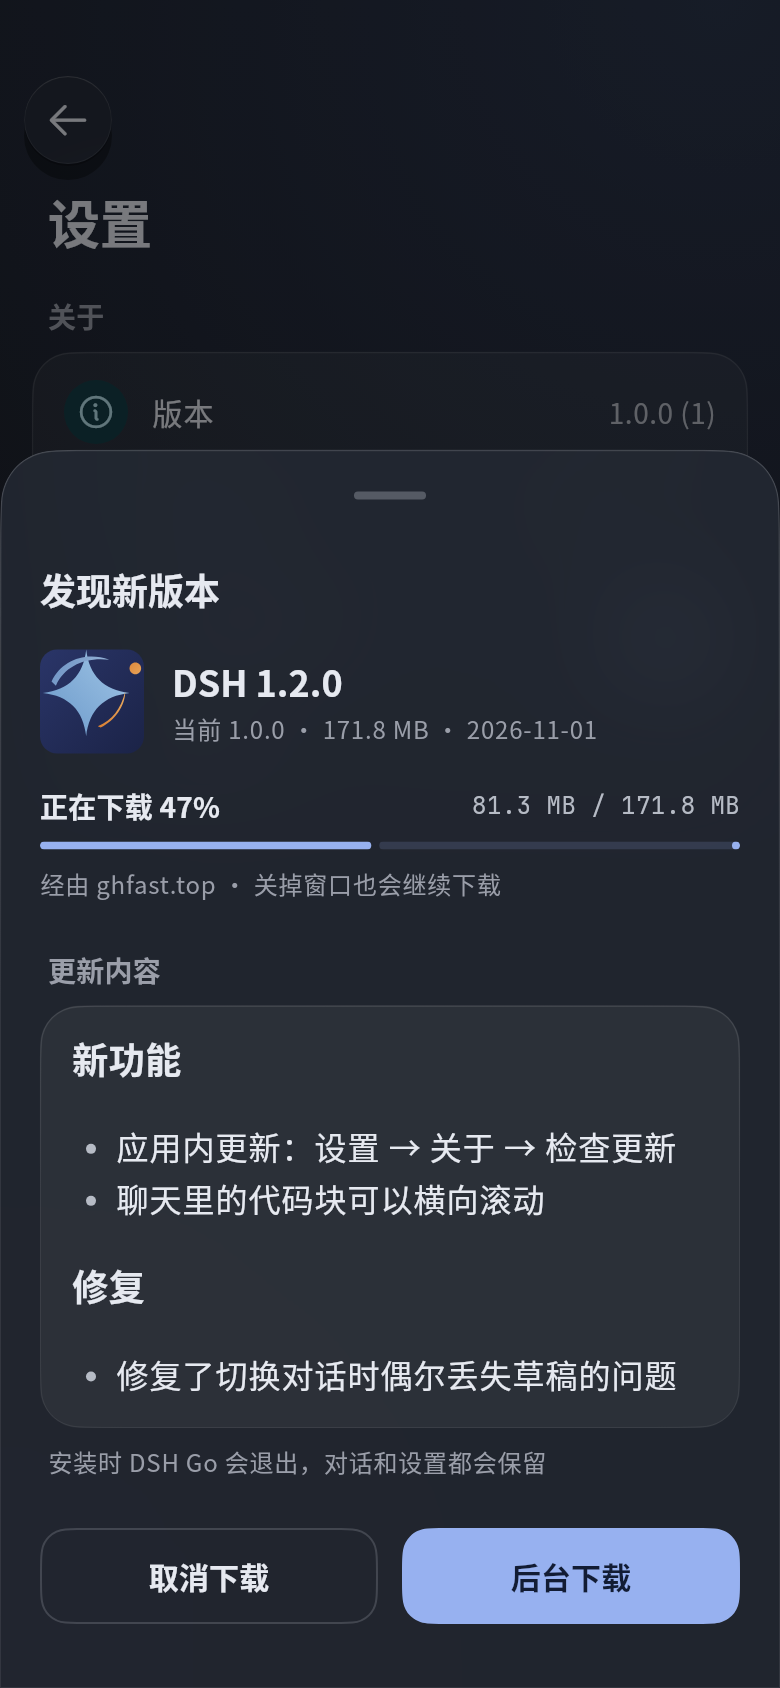 设置
关于
版本 1.0.0 (1)
发现新版本
DSH 1.2.0
当前 1.0.0 · 171.8 MB · 2026-11-01
正在下载 47% 81.3 MB / 171.8 MB
经由 ghfast.top · 关掉窗口也会继续下载
更新内容
新功能
• 应用内更新：设置 → 关于 → 检查更新
• 聊天里的代码块可以横向滚动
修复
• 修复了切换对话时偶尔丢失草稿的问题
安装时 DSH Go 会退出，对话和设置都会保留
取消下载 后台下载